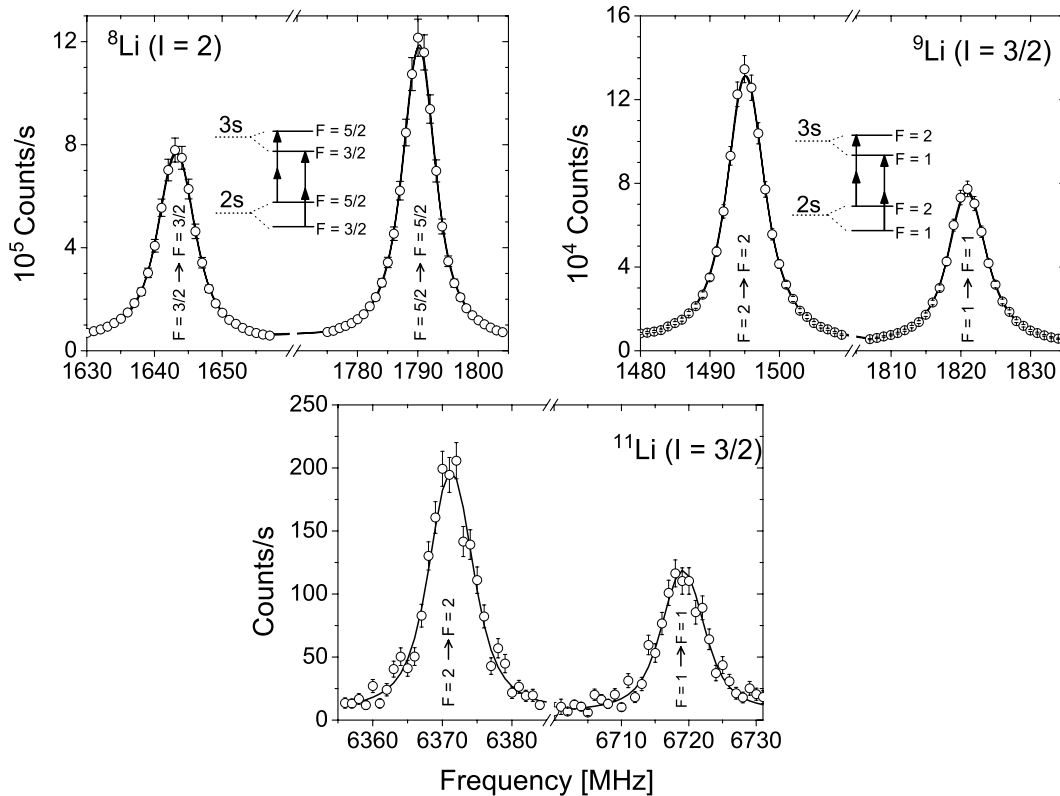 ⁸Li (I = 2)
10⁵ Counts/s
12
8
4
0
1630
1640
1650
1780
1790
1800
3s
F = 5/2
F = 3/2
2s
F = 5/2
F = 3/2
F = 3/2 → F = 3/2
F = 5/2 → F = 5/2
⁹Li (I = 3/2)
10⁴ Counts/s
16
12
8
4
0
1480
1490
1500
1810
1820
1830
3s
F = 2
F = 1
2s
F = 2
F = 1
F = 2 → F = 2
F = 1 → F = 1
¹¹Li (I = 3/2)
Counts/s
250
200
150
100
50
0
6360
6370
6380
6710
6720
6730
F = 2 → F = 2
F = 1 → F = 1
Frequency [MHz]